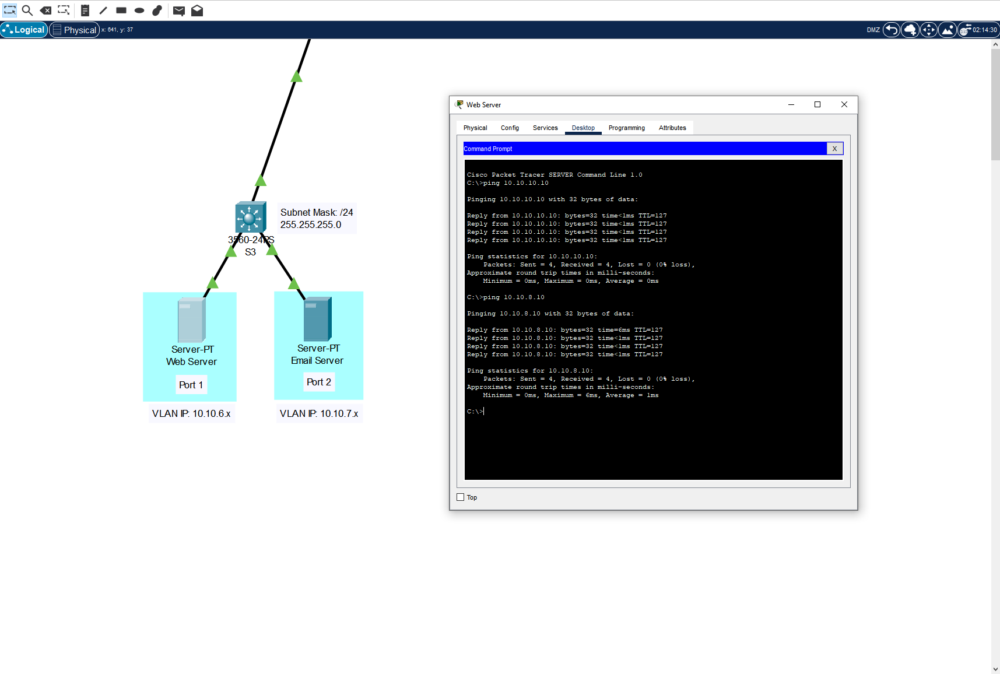 Logical
Physical
x: 641, y: 37
DMZ
02:14:30
Subnet Mask: /24
255.255.255.0
3560-24PS
S3
Server-PT
Web Server
Port 1
VLAN IP: 10.10.6.x
Server-PT
Email Server
Port 2
VLAN IP: 10.10.7.x
Web Server
Physical
Config
Services
Desktop
Programming
Attributes
Command Prompt
X
Cisco Packet Tracer SERVER Command Line 1.0
C:\>ping 10.10.10.10
Pinging 10.10.10.10 with 32 bytes of data:
Reply from 10.10.10.10: bytes=32 time<1ms TTL=127
Reply from 10.10.10.10: bytes=32 time<1ms TTL=127
Reply from 10.10.10.10: bytes=32 time<1ms TTL=127
Reply from 10.10.10.10: bytes=32 time<1ms TTL=127
Ping statistics for 10.10.10.10:
Packets: Sent = 4, Received = 4, Lost = 0 (0% loss),
Approximate round trip times in milli-seconds:
Minimum = 0ms, Maximum = 0ms, Average = 0ms
C:\>ping 10.10.8.10
Pinging 10.10.8.10 with 32 bytes of data:
Reply from 10.10.8.10: bytes=32 time=6ms TTL=127
Reply from 10.10.8.10: bytes=32 time<1ms TTL=127
Reply from 10.10.8.10: bytes=32 time<1ms TTL=127
Reply from 10.10.8.10: bytes=32 time<1ms TTL=127
Ping statistics for 10.10.8.10:
Packets: Sent = 4, Received = 4, Lost = 0 (0% loss),
Approximate round trip times in milli-seconds:
Minimum = 0ms, Maximum = 6ms, Average = 1ms
C:\>
Top